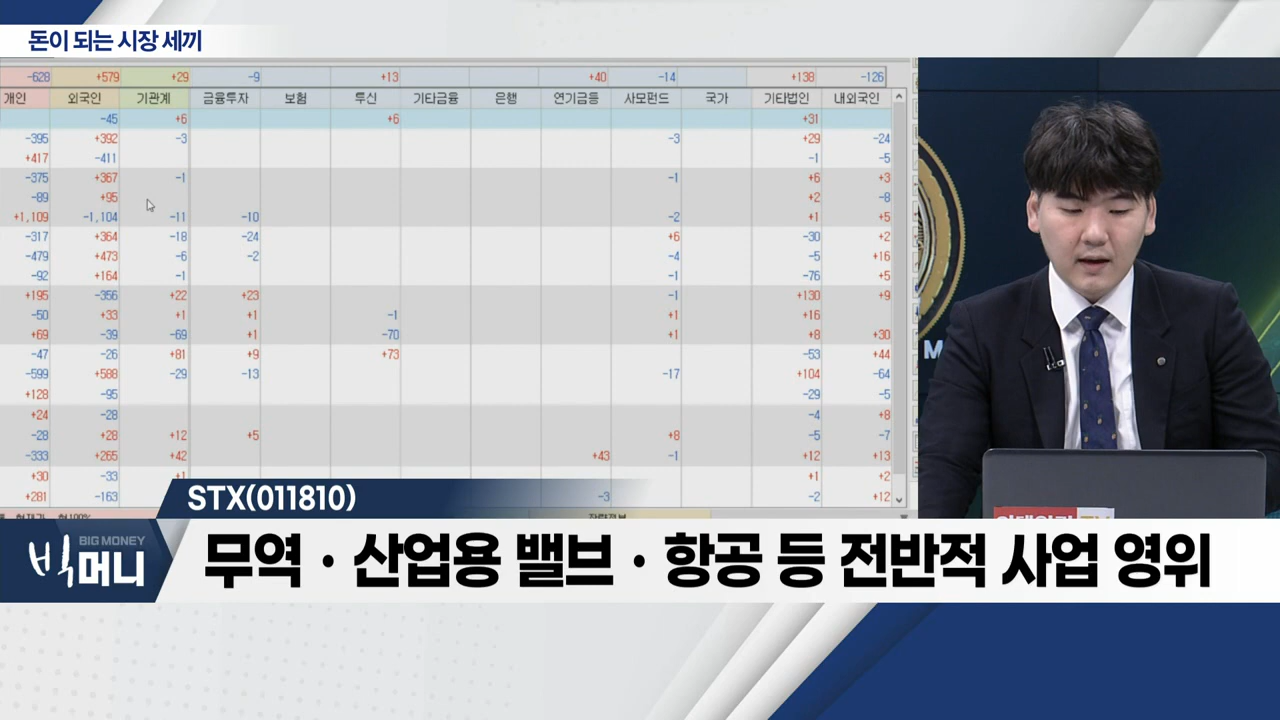 돈이 되는 시장 세끼
-628 +579 +29 -9 +13 +40 -14 +138 -126
개인 외국인 기관계 금융투자 보험 투신 기타금융 은행 연기금등 사모펀드 국가 기타법인 내외국인
-45 +6 +6 +31
-395 +392 -3 -3 +29 -24
+417 -411 -1 -5
-375 +367 -1 -1 +6 +3
-89 +95 +2 -8
+1,109 -1,104 -11 -10 -2 +1 +5
-317 +364 -18 -24 +6 -30 +2
-479 +473 -6 -2 -4 -5 +16
-92 +164 -1 -1 -76 +5
+195 -356 +22 +23 -1 +130 +9
-50 +33 +1 +1 -1 +1 +16
+69 -39 -69 +1 -70 +1 +8 +30
-47 -26 +81 +9 +73 -53 +44
-599 +588 -29 -13 -17 +104 -64
+128 -95 -29 -5
+24 -28 -4 +8
-28 +28 +12 +5 +8 -5 -7
-333 +265 +42 +43 -1 +12 +13
+30 -33 +1 +1 +2
+281 -163 -3 -2 +12
M
STX(011810)
BIG MONEY
빅머니
무역 · 산업용 밸브 · 항공 등 전반적 사업 영위